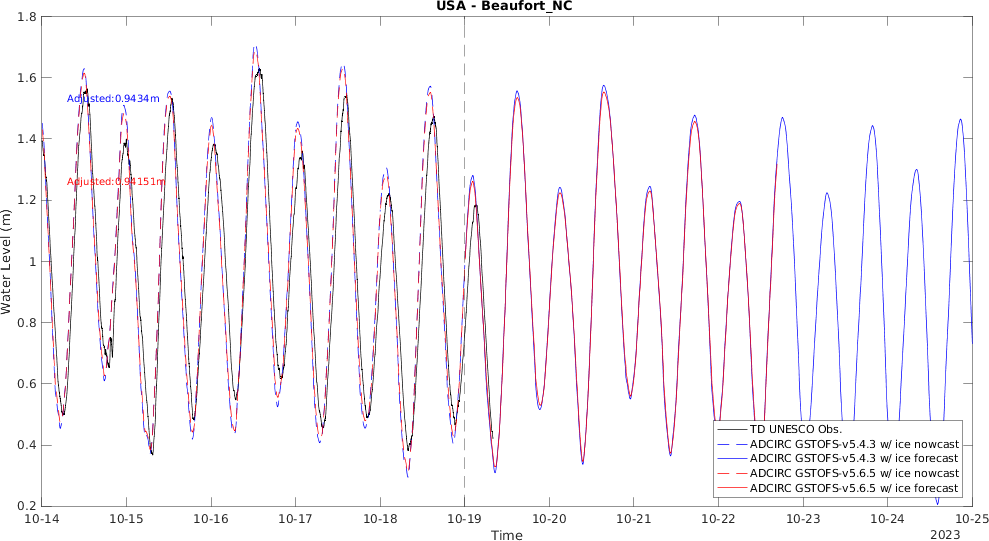 USA - Beaufort_NC
1.8
1.6
1.4
1.2
1
0.8
0.6
0.4
0.2
Water Level (m)
Adjusted:0.9434m
Adjusted:0.94151m
TD UNESCO Obs.
ADCIRC GSTOFS-v5.4.3 w/ ice nowcast
ADCIRC GSTOFS-v5.4.3 w/ ice forecast
ADCIRC GSTOFS-v5.6.5 w/ ice nowcast
ADCIRC GSTOFS-v5.6.5 w/ ice forecast
10-14 10-15 10-16 10-17 10-18 10-19 10-20 10-21 10-22 10-23 10-24 10-25
Time
2023